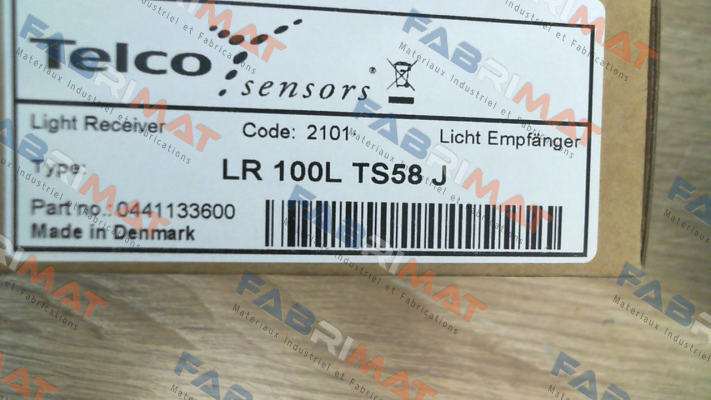 Telco
sensors®
Light Receiver Code: 2101 Licht Empfänger
Type: LR 100L TS58 J
Part no.: 0441133600
Made in Denmark
FABRIMAT
Materiaux Industriel et Fabrications